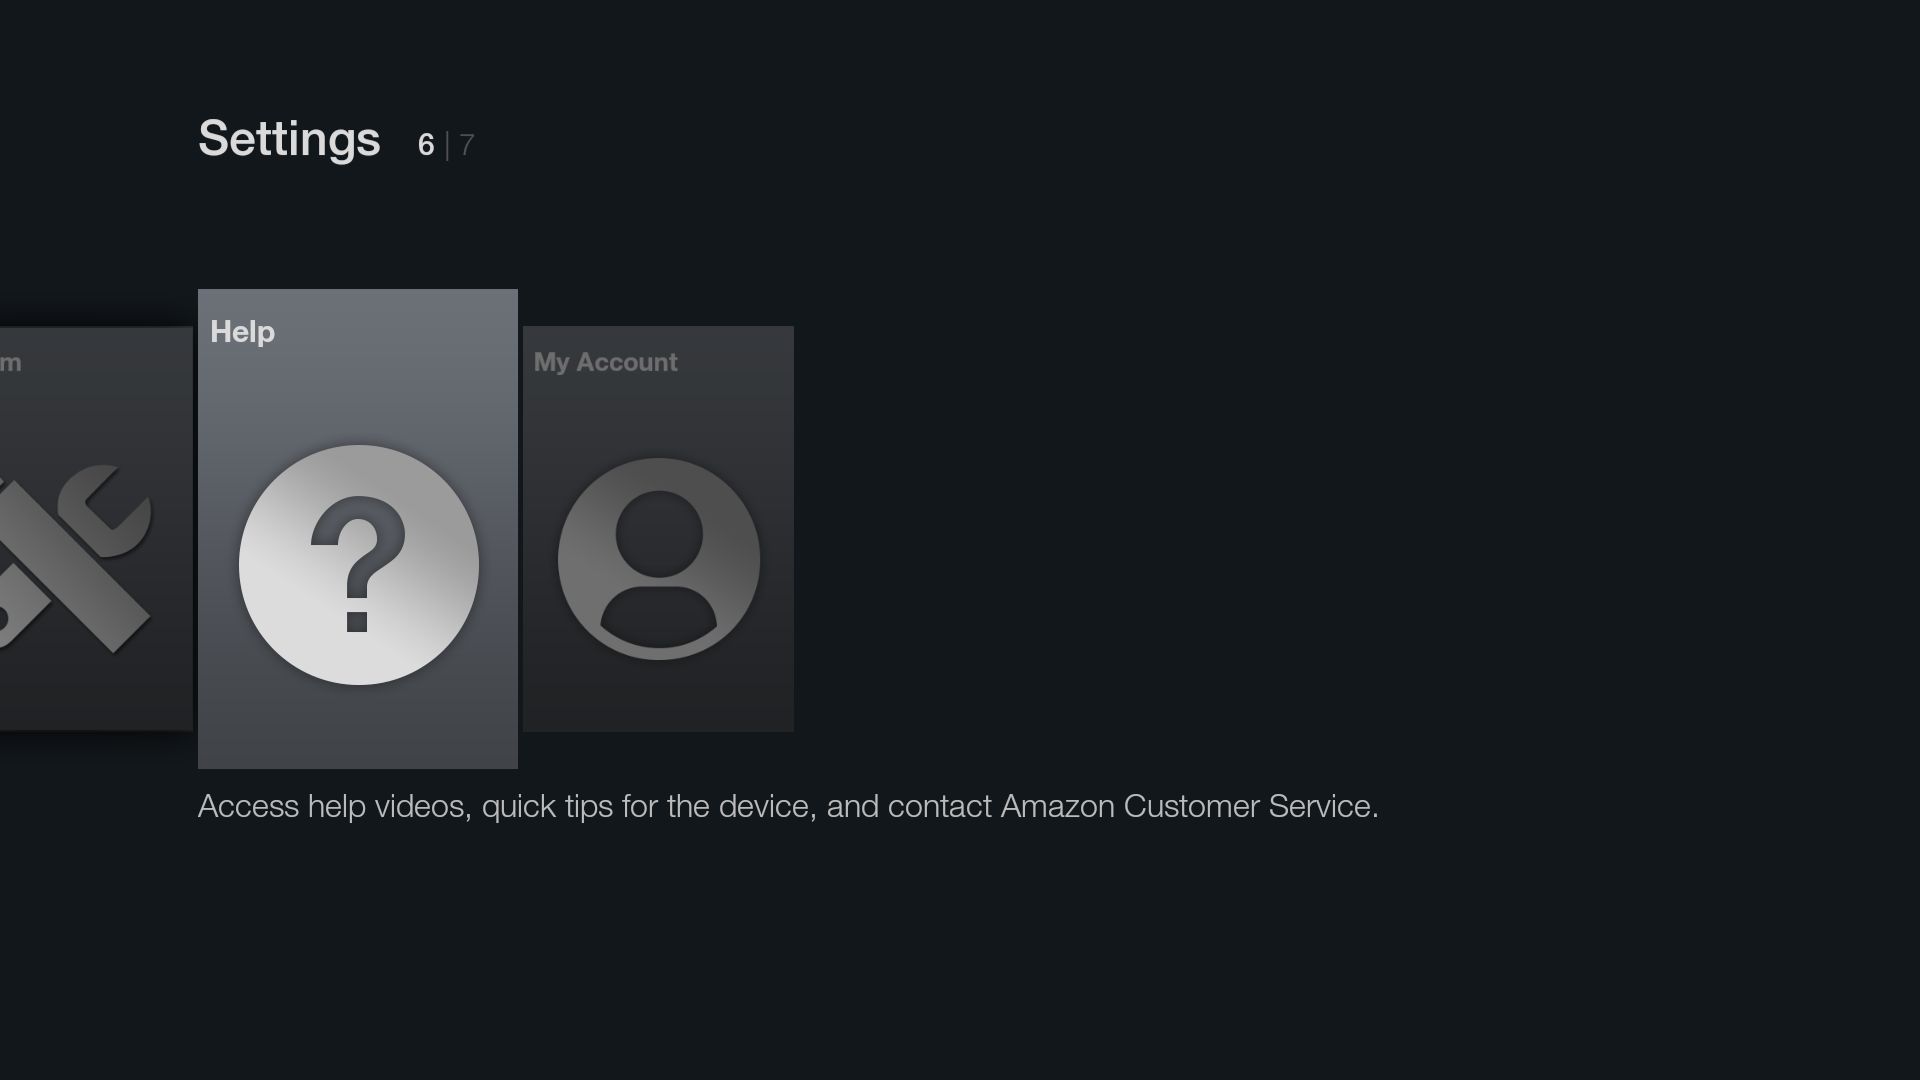 Settings 6 | 7
m
Help
My Account
Access help videos, quick tips for the device, and contact Amazon Customer Service.